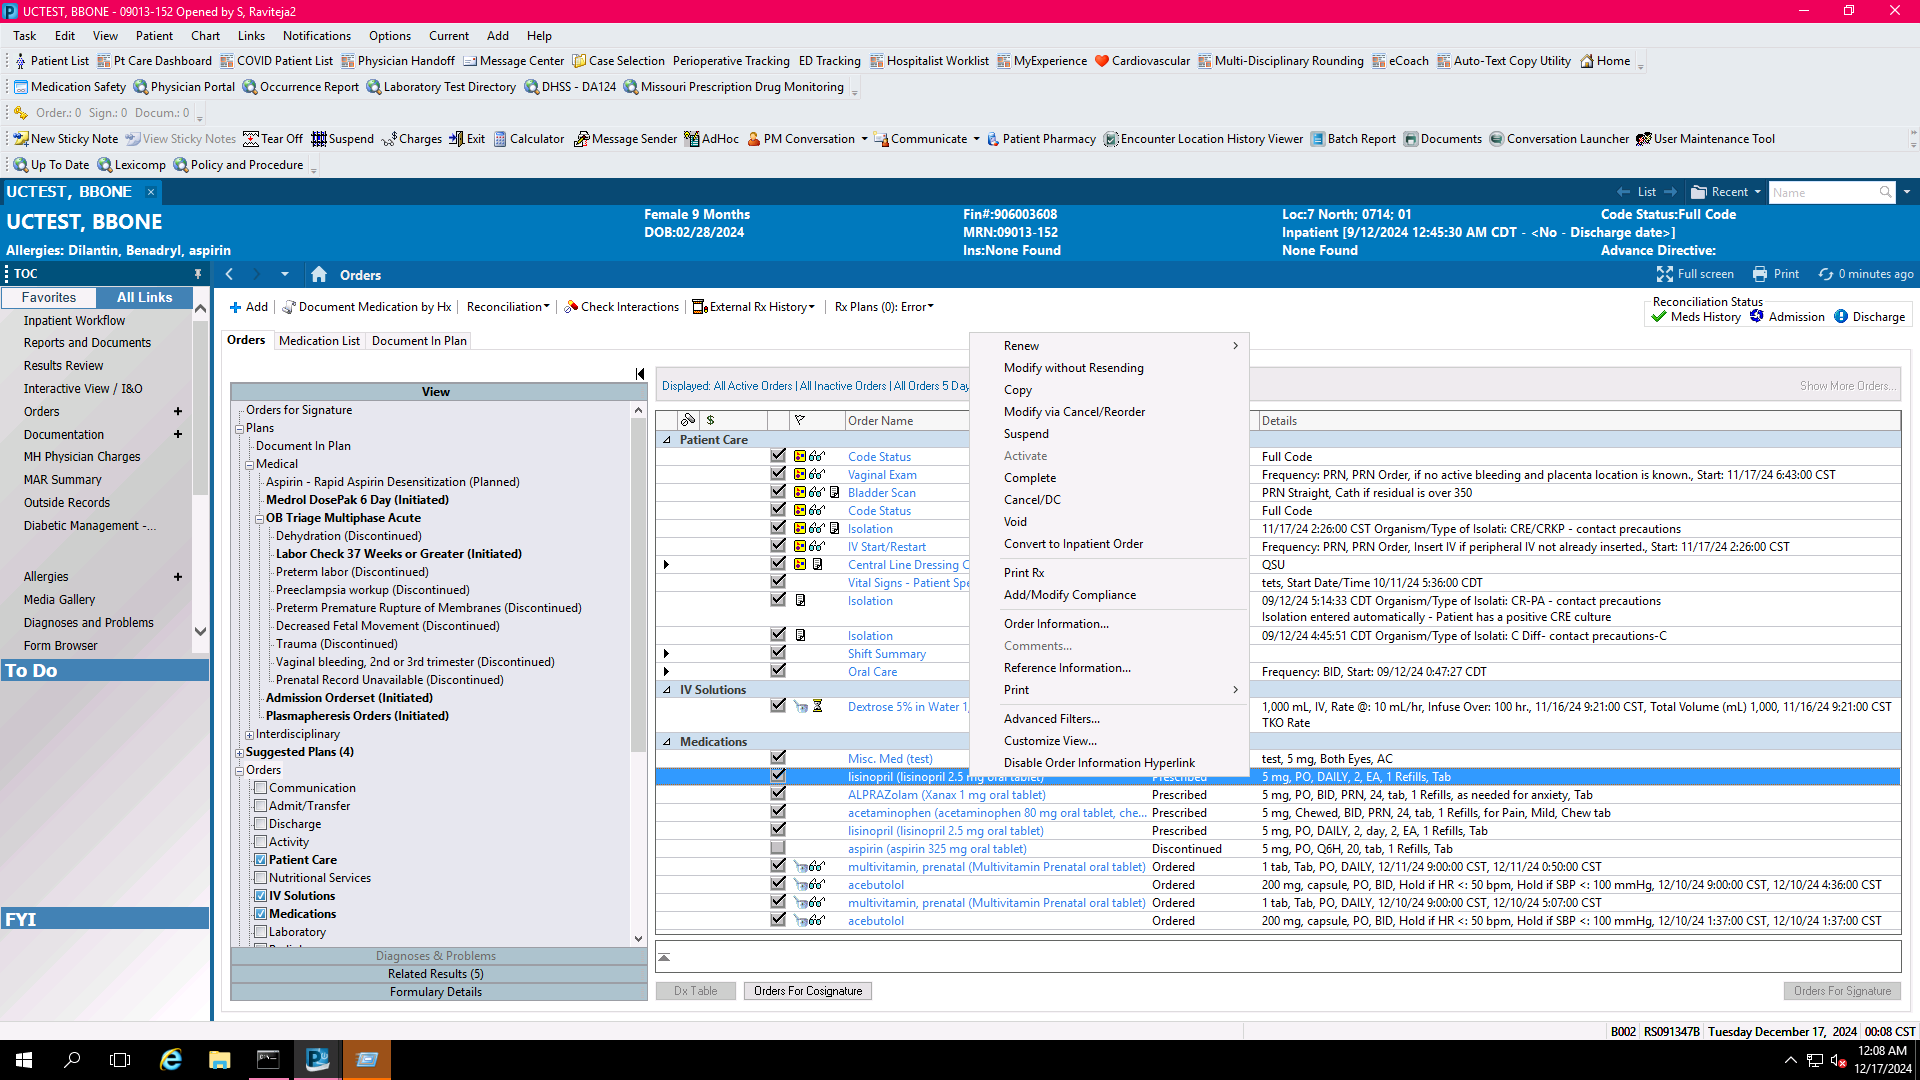 UCTEST, BBONE - 09013-152 Opened by S, Raviteja2
Task Edit View Patient Chart Links Notifications Options Current Add Help
Patient List Pt Care Dashboard COVID Patient List Physician Handoff Message Center Case Selection Perioperative Tracking ED Tracking Hospitalist Worklist MyExperience Cardiovascular Multi-Disciplinary Rounding eCoach Auto-Text Copy Utility Home
Medication Safety Physician Portal Occurrence Report Laboratory Test Directory DHSS - DA124 Missouri Prescription Drug Monitoring
Order.: 0 Sign.: 0 Docum.: 0
New Sticky Note View Sticky Notes Tear Off Suspend Charges Exit Calculator Message Sender AdHoc PM Conversation Communicate Patient Pharmacy Encounter Location History Viewer Batch Report Documents Conversation Launcher User Maintenance Tool
Up To Date Lexicomp Policy and Procedure
UCTEST, BBONE × List Recent Name
UCTEST, BBONE
Allergies: Dilantin, Benadryl, aspirin
Female 9 Months
DOB:02/28/2024
Fin#:906003608
MRN:09013-152
Ins:None Found
Loc:7 North; 0714; 01
Inpatient [9/12/2024 12:45:30 AM CDT - <No - Discharge date>]
None Found
Code Status:Full Code
Advance Directive:
TOC
Orders
Full screen Print 0 minutes ago
Favorites All Links
Inpatient Workflow
Reports and Documents
Results Review
Interactive View / I&O
Orders +
Documentation +
MH Physician Charges
MAR Summary
Outside Records
Diabetic Management -...
Allergies +
Media Gallery
Diagnoses and Problems
Form Browser
To Do
FYI
Add Document Medication by Hx Reconciliation Check Interactions External Rx History Rx Plans (0): Error
Reconciliation Status
Meds History Admission Discharge
Orders Medication List Document In Plan
View
Orders for Signature
Plans
Document In Plan
Medical
Aspirin - Rapid Aspirin Desensitization (Planned)
Medrol DosePak 6 Day (Initiated)
OB Triage Multiphase Acute
Dehydration (Discontinued)
Labor Check 37 Weeks or Greater (Initiated)
Preterm labor (Discontinued)
Preeclampsia workup (Discontinued)
Preterm Premature Rupture of Membranes (Discontinued)
Decreased Fetal Movement (Discontinued)
Trauma (Discontinued)
Vaginal bleeding, 2nd or 3rd trimester (Discontinued)
Prenatal Record Unavailable (Discontinued)
Admission Orderset (Initiated)
Plasmapheresis Orders (Initiated)
Interdisciplinary
Suggested Plans (4)
Orders
Communication
Admit/Transfer
Discharge
Activity
Patient Care
Nutritional Services
IV Solutions
Medications
Laboratory
Diagnoses & Problems
Related Results (5)
Formulary Details
Displayed: All Active Orders | All Inactive Orders | All Orders 5 Day
Show More Orders...
$ Order Name Details
Patient Care
Code Status Full Code
Vaginal Exam Frequency: PRN, PRN Order, if no active bleeding and placenta location is known., Start: 11/17/24 6:43:00 CST
Bladder Scan PRN Straight, Cath if residual is over 350
Code Status Full Code
Isolation 11/17/24 2:26:00 CST Organism/Type of Isolati: CRE/CRKP - contact precautions
IV Start/Restart Frequency: PRN, PRN Order, Insert IV if peripheral IV not already inserted., Start: 11/17/24 2:26:00 CST
Central Line Dressing C QSU
Vital Signs - Patient Spe tets, Start Date/Time 10/11/24 5:36:00 CDT
Isolation 09/12/24 5:14:33 CDT Organism/Type of Isolati: CR-PA - contact precautions
Isolation entered automatically - Patient has a positive CRE culture
Isolation 09/12/24 4:45:51 CDT Organism/Type of Isolati: C Diff- contact precautions-C
Shift Summary
Oral Care Frequency: BID, Start: 09/12/24 0:47:27 CDT
IV Solutions
Dextrose 5% in Water 1, 1,000 mL, IV, Rate @: 10 mL/hr, Infuse Over: 100 hr., 11/16/24 9:21:00 CST, Total Volume (mL) 1,000, 11/16/24 9:21:00 CST
TKO Rate
Medications
Misc. Med (test) test, 5 mg, Both Eyes, AC
lisinopril (lisinopril 2.5 mg oral tablet) Prescribed 5 mg, PO, DAILY, 2, EA, 1 Refills, Tab
ALPRAZolam (Xanax 1 mg oral tablet) Prescribed 5 mg, PO, BID, PRN, 24, tab, 1 Refills, as needed for anxiety, Tab
acetaminophen (acetaminophen 80 mg oral tablet, che... Prescribed 5 mg, Chewed, BID, PRN, 24, tab, 1 Refills, for Pain, Mild, Chew tab
lisinopril (lisinopril 2.5 mg oral tablet) Prescribed 5 mg, PO, DAILY, 2, day, 2, EA, 1 Refills, Tab
aspirin (aspirin 325 mg oral tablet) Discontinued 5 mg, PO, Q6H, 20, tab, 1 Refills, Tab
multivitamin, prenatal (Multivitamin Prenatal oral tablet) Ordered 1 tab, Tab, PO, DAILY, 12/11/24 9:00:00 CST, 12/11/24 0:50:00 CST
acebutolol Ordered 200 mg, capsule, PO, BID, Hold if HR <: 50 bpm, Hold if SBP <: 100 mmHg, 12/10/24 9:00:00 CST, 12/10/24 4:36:00 CST
multivitamin, prenatal (Multivitamin Prenatal oral tablet) Ordered 1 tab, Tab, PO, DAILY, 12/10/24 9:00:00 CST, 12/10/24 5:07:00 CST
acebutolol Ordered 200 mg, capsule, PO, BID, Hold if HR <: 50 bpm, Hold if SBP <: 100 mmHg, 12/10/24 1:37:00 CST, 12/10/24 1:37:00 CST
Renew
Modify without Resending
Copy
Modify via Cancel/Reorder
Suspend
Activate
Complete
Cancel/DC
Void
Convert to Inpatient Order
Print Rx
Add/Modify Compliance
Order Information...
Comments...
Reference Information...
Print
Advanced Filters...
Customize View...
Disable Order Information Hyperlink
Dx Table Orders For Cosignature Orders For Signature
B002 RS091347B Tuesday December 17, 2024 00:08 CST
12:08 AM
12/17/2024